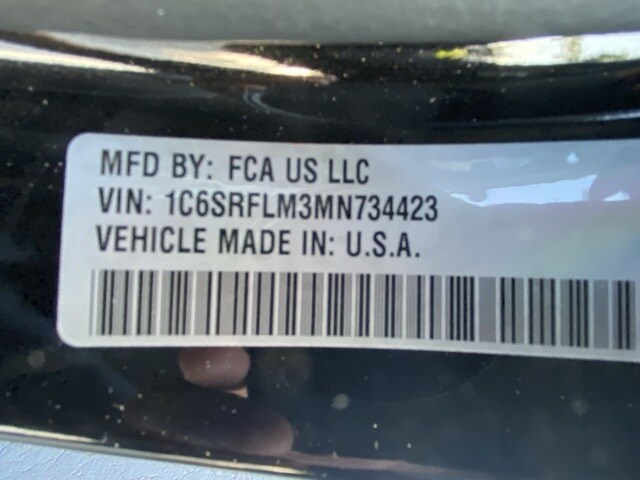 MFD BY: FCA US LLC
VIN: 1C6SRFLM3MN734423
VEHICLE MADE IN: U.S.A.